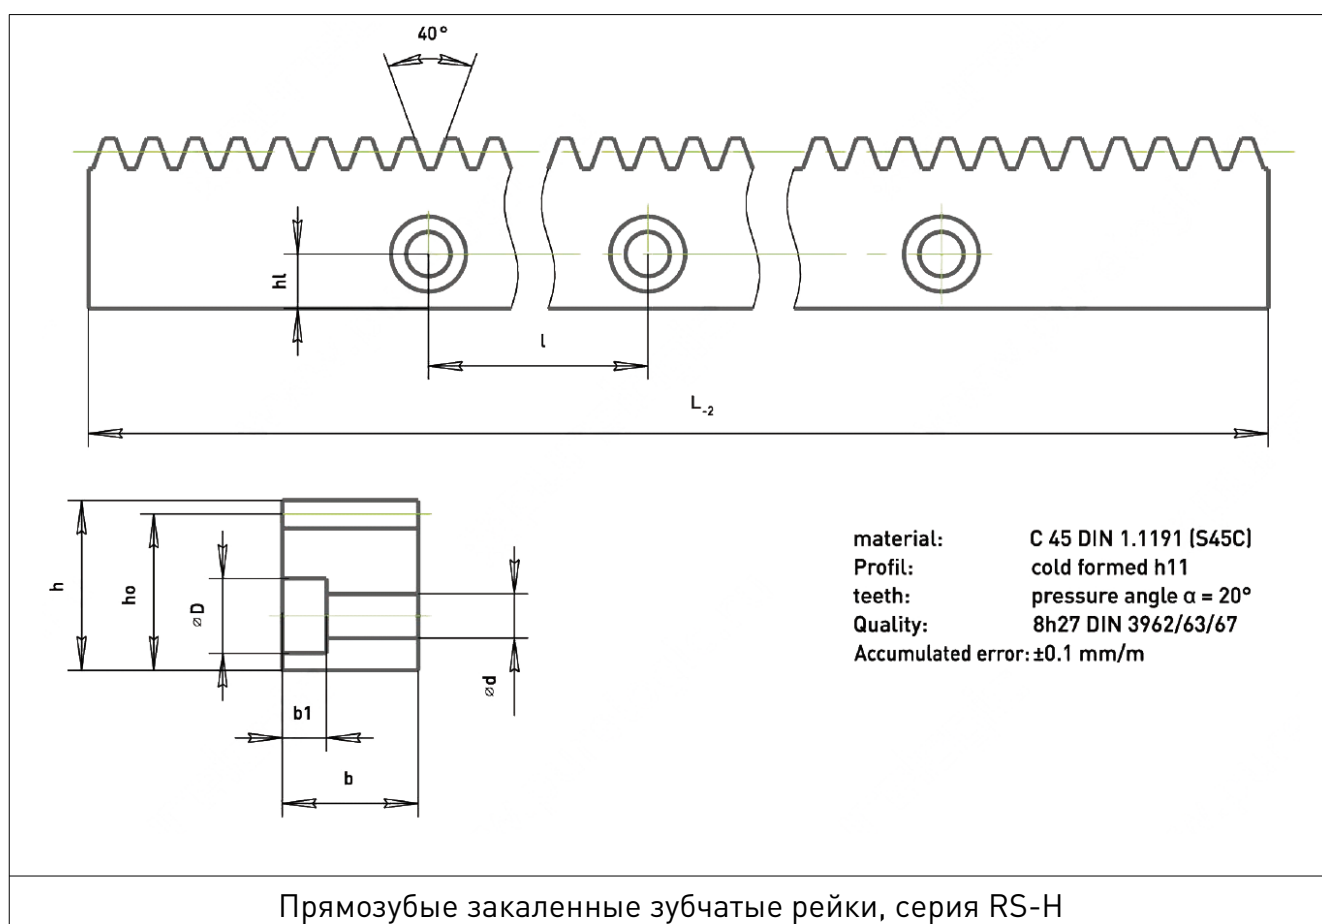 40°
hl
l
L-2
h
ho
⌀D
⌀d
b1
b
material: C 45 DIN 1.1191 (S45C)
Profil: cold formed h11
teeth: pressure angle α = 20°
Quality: 8h27 DIN 3962/63/67
Accumulated error: ±0.1 mm/m
Прямозубые закаленные зубчатые рейки, серия RS-H